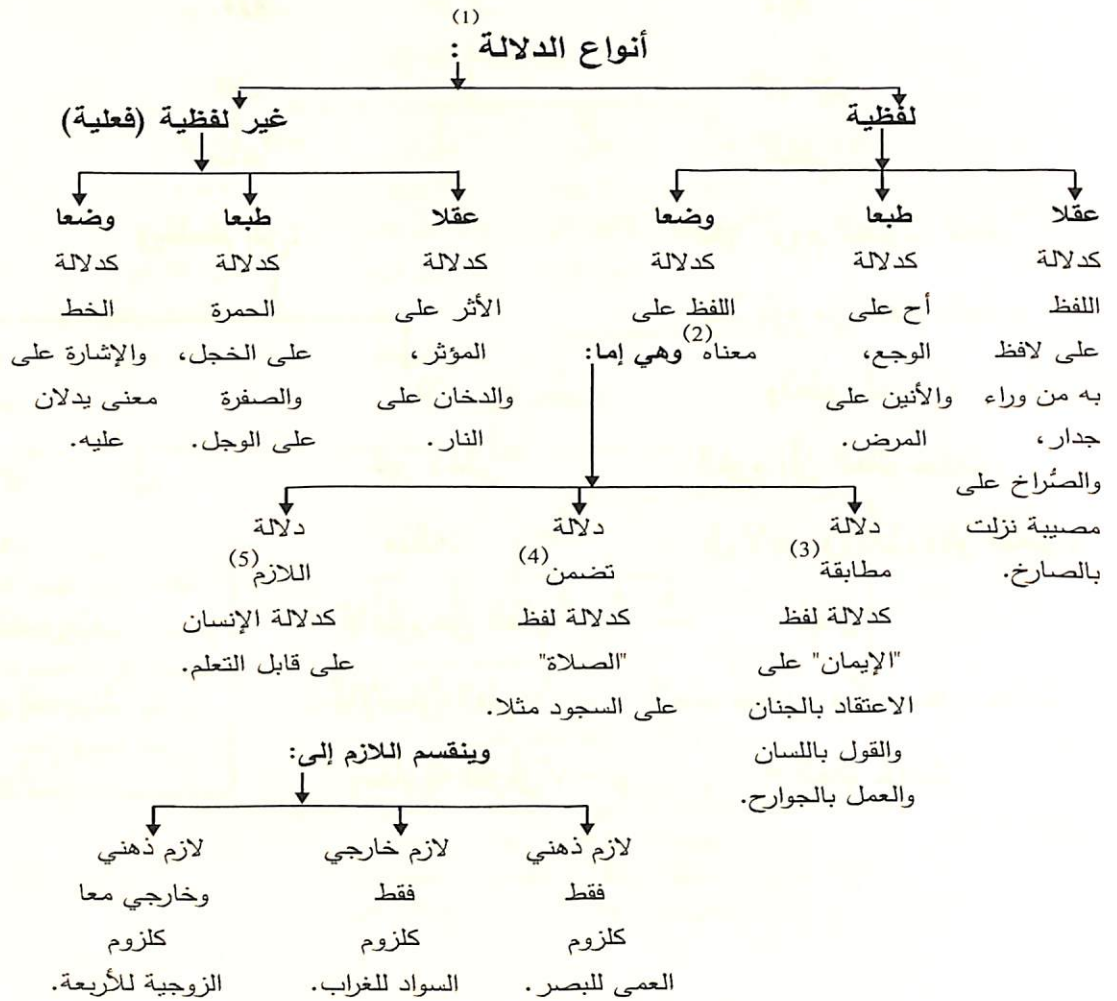 أنواع الدلالة (1) :
لفظية
غير لفظية (فعلية)
عقلا
كدلالة
اللفظ
على لافظ
به من وراء
جدار،
والصُّراخ على
مصيبة نزلت
بالصارخ.
طبعا
كدلالة
أح على
الوجع،
والأنين على
المرض.
وضعا
كدلالة
اللفظ على
معناه(2) وهي إما:
عقلا
كدلالة
الأثر على
المؤثر،
والدخان على
النار.
طبعا
كدلالة
الحمرة
على الخجل،
والصفرة
على الوجل.
وضعا
كدلالة
الخط
والإشارة على
معنى يدلان
عليه.
دلالة
مطابقة(3)
كدلالة لفظ
"الإيمان" على
الاعتقاد بالجنان
والقول باللسان
والعمل بالجوارح.
دلالة
تضمن(4)
كدلالة لفظ
"الصلاة"
على السجود مثلا.
دلالة
اللازم(5)
كدلالة الإنسان
على قابل التعلم.
وينقسم اللازم إلى:
لازم ذهني
فقط
كلزوم
العمى للبصر.
لازم خارجي
فقط
كلزوم
السواد للغراب.
لازم ذهني
وخارجي معا
كلزوم
الزوجية للأربعة.